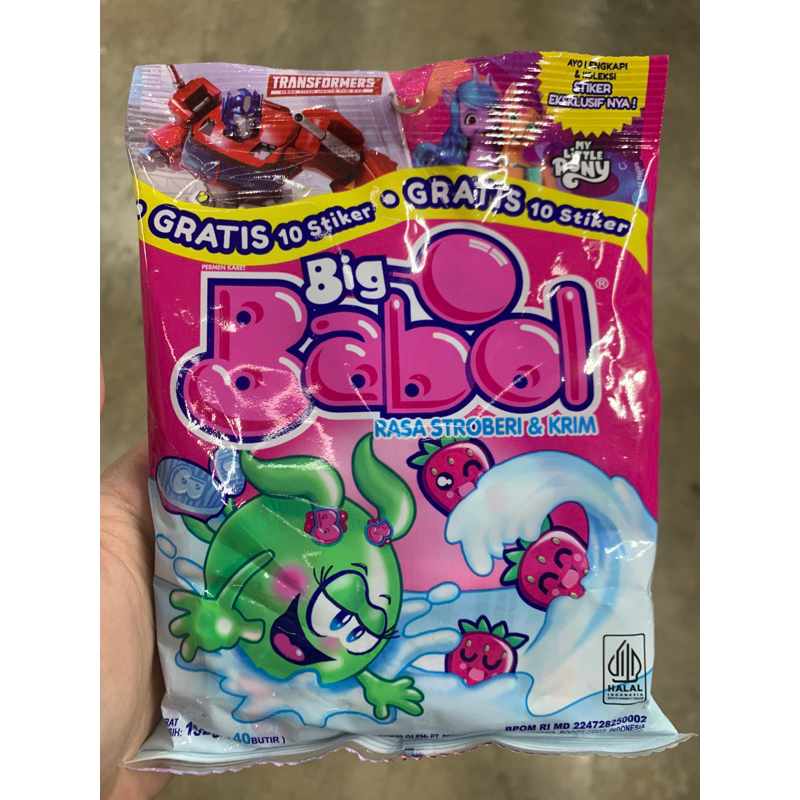 TRANSFORMERS
AYO LENGKAPI
& KOLEKSI
STIKER
EKSKLUSIF NYA !
MY
LITTLE
PONY
GRATIS 10 Stiker • GRATIS 10 Stiker
PERMEN KARET
Big
Babol®
RASA STROBERI & KRIM
B
HALAL
INDONESIA
40 BUTIR )
BPOM RI MD 224728250002
INDONESIA